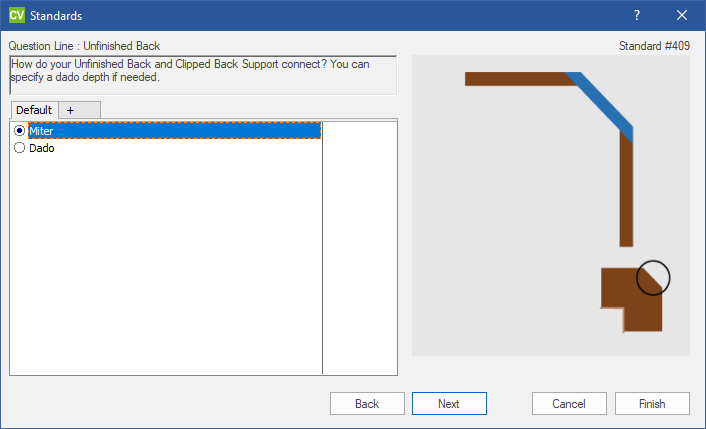 CV Standards ?
Question Line : Unfinished Back Standard #409
How do your Unfinished Back and Clipped Back Support connect? You can
specify a dado depth if needed.
Default +
Miter
Dado
Back Next Cancel Finish